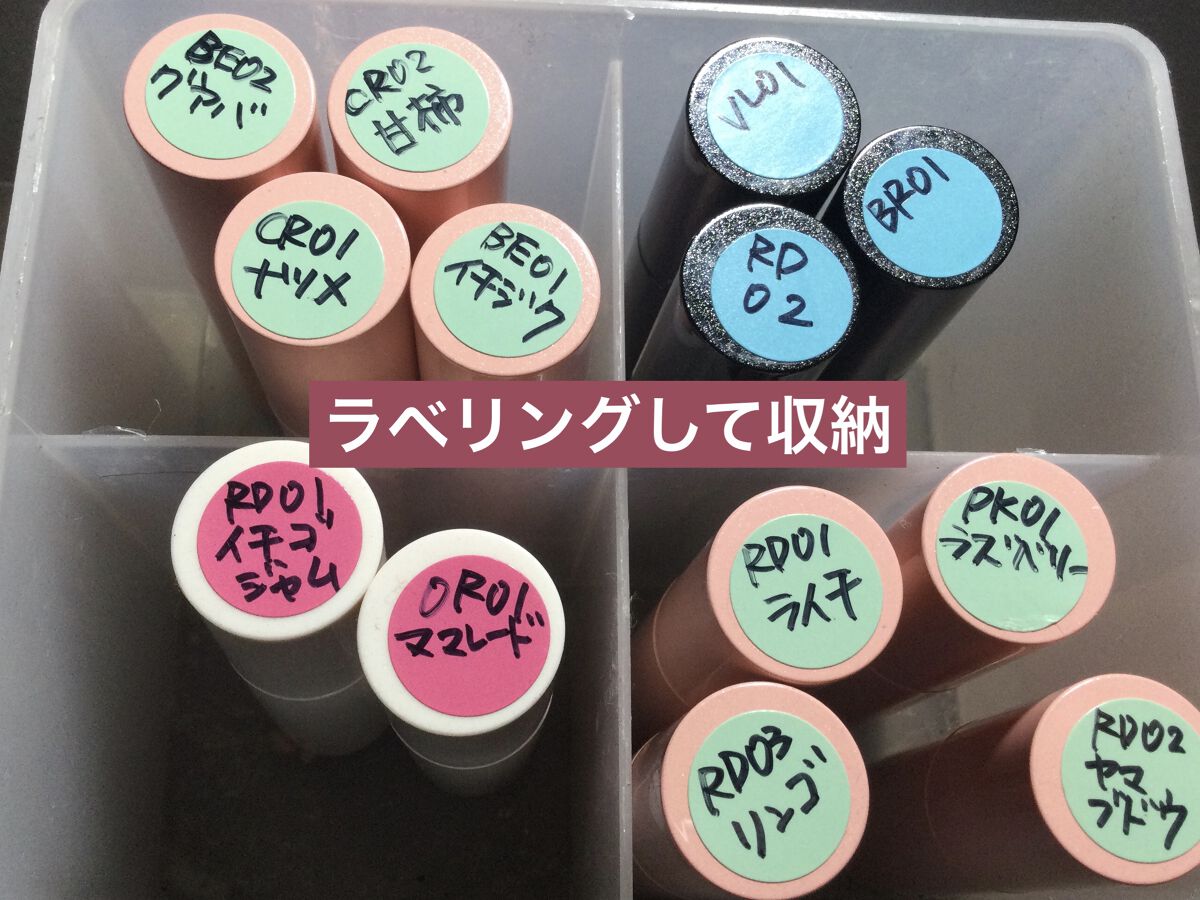 BE02
グァバ
CR02
甘柿
CR01
ナツメ
BE01
イチジク
VL01
BR01
RD
02
ラベリングして収納
RD01
イチゴ
ジャム
OR01
ママレード
RD01
ライチ
PK01
ラズベリー
RD03
リンゴ
RD02
ヤマ
ブドウ